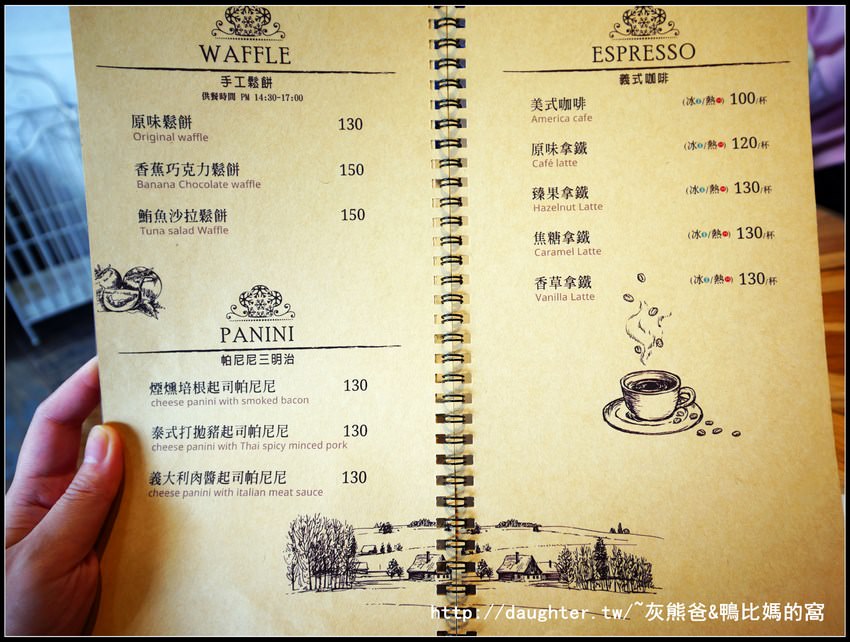 WAFFLE
手工鬆餅
供餐時間 PM 14:30-17:00
原味鬆餅 130
Original waffle
香蕉巧克力鬆餅 150
Banana Chocolate waffle
鮪魚沙拉鬆餅 150
Tuna salad Waffle
PANINI
帕尼尼三明治
煙燻培根起司帕尼尼 130
cheese panini with smoked bacon
泰式打拋豬起司帕尼尼 130
cheese panini with Thai spicy minced pork
義大利肉醬起司帕尼尼 130
cheese panini with italian meat sauce
ESPRESSO
義式咖啡
美式咖啡 (冰/熱) 100/杯
America cafe
原味拿鐵 (冰/熱) 120/杯
Café latte
臻果拿鐵 (冰/熱) 130/杯
Hazelnut Latte
焦糖拿鐵 (冰/熱) 130/杯
Caramel Latte
香草拿鐵 (冰/熱) 130/杯
Vanilla Latte
http://daughter.tw/~灰熊爸&鴨比媽的窩